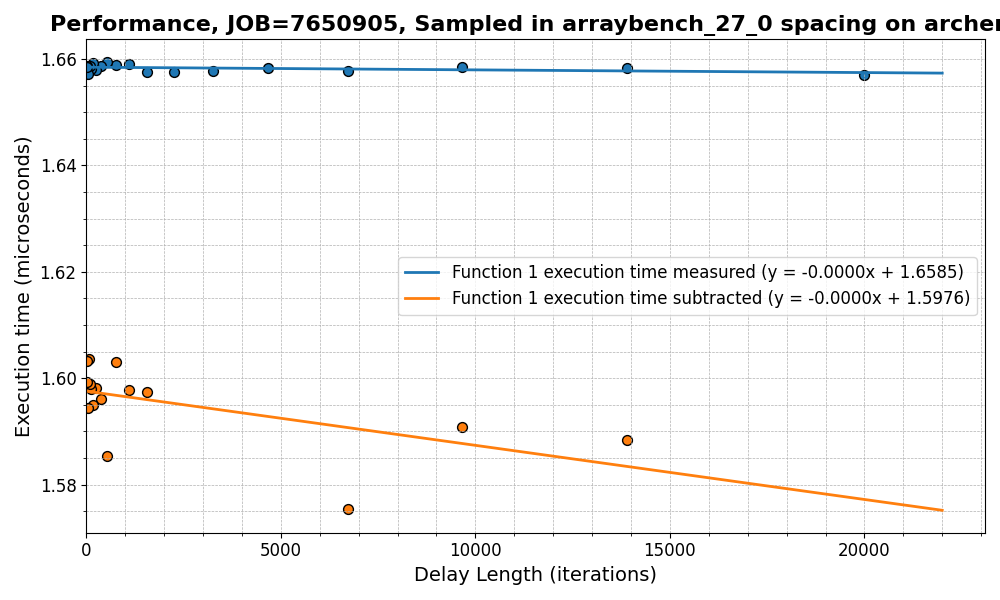 Performance, JOB=7650905, Sampled in arraybench_27_0 spacing on archer
Execution time (microseconds)
1.66
1.64
1.62
1.60
1.58
Function 1 execution time measured (y = -0.0000x + 1.6585)
Function 1 execution time subtracted (y = -0.0000x + 1.5976)
0 5000 10000 15000 20000
Delay Length (iterations)